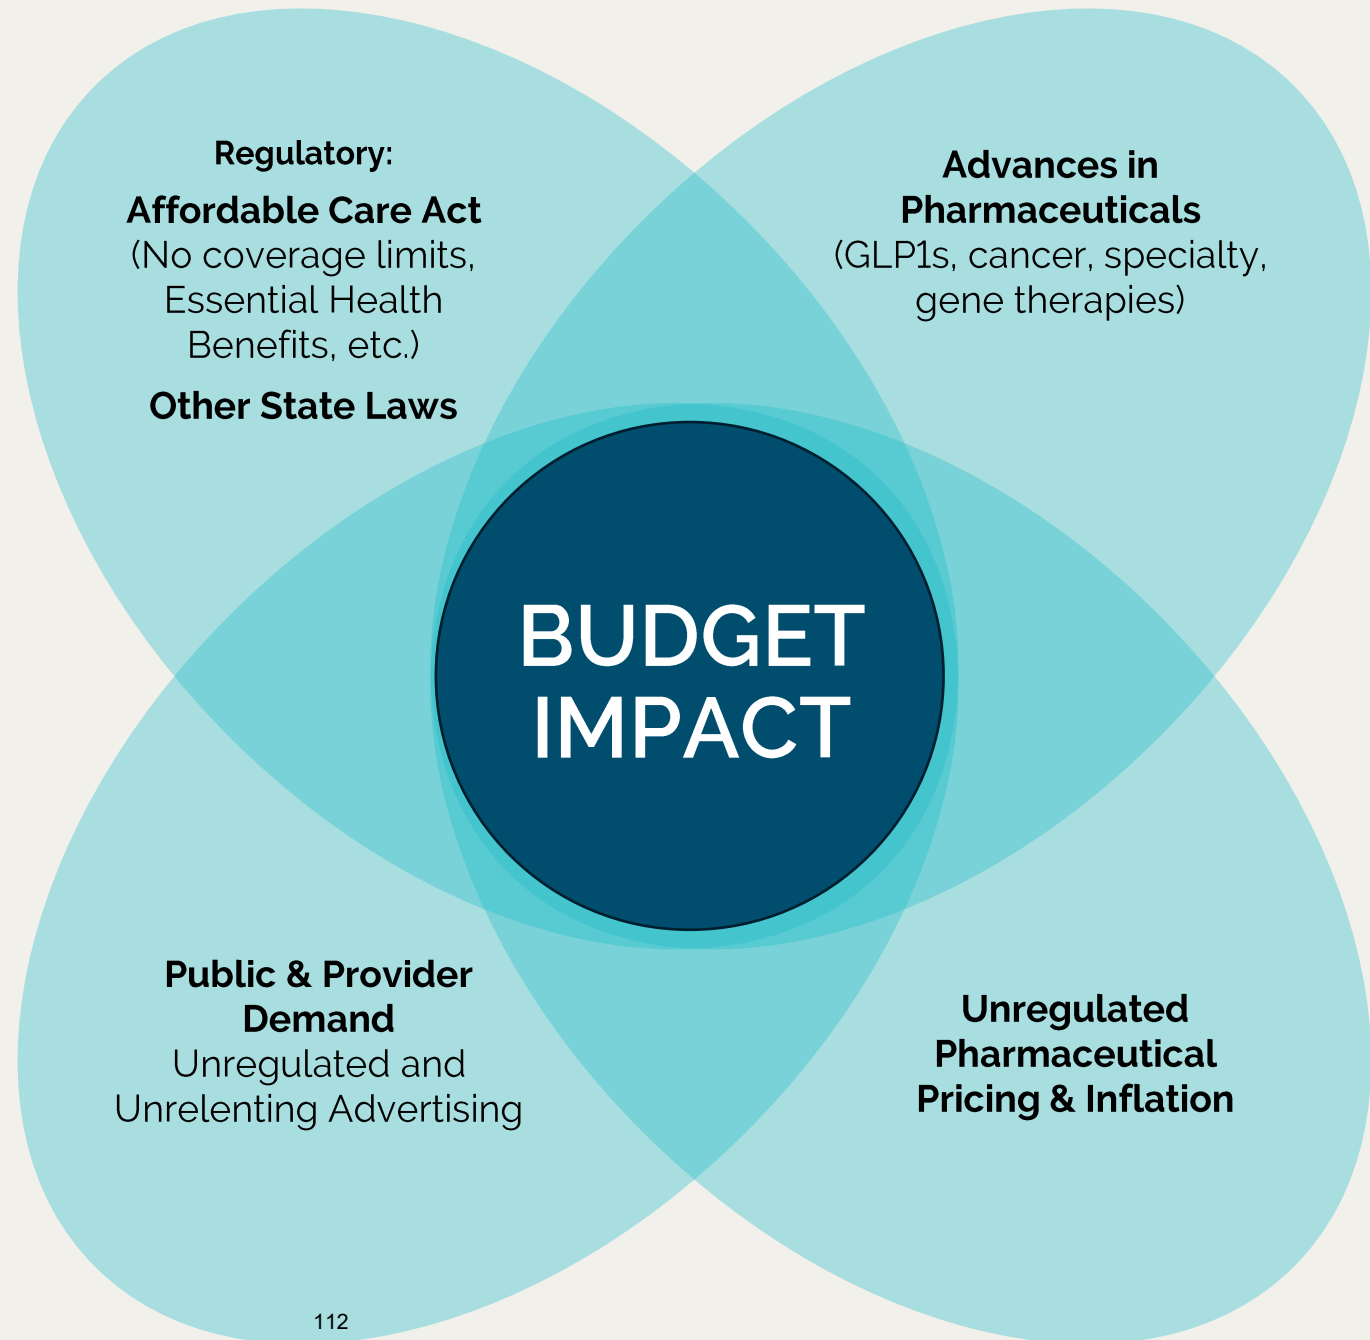 Regulatory:
Affordable Care Act
(No coverage limits,
Essential Health
Benefits, etc.)
Other State Laws
Advances in
Pharmaceuticals
(GLP1s, cancer, specialty,
gene therapies)
BUDGET
IMPACT
Public & Provider
Demand
Unregulated and
Unrelenting Advertising
Unregulated
Pharmaceutical
Pricing & Inflation
112